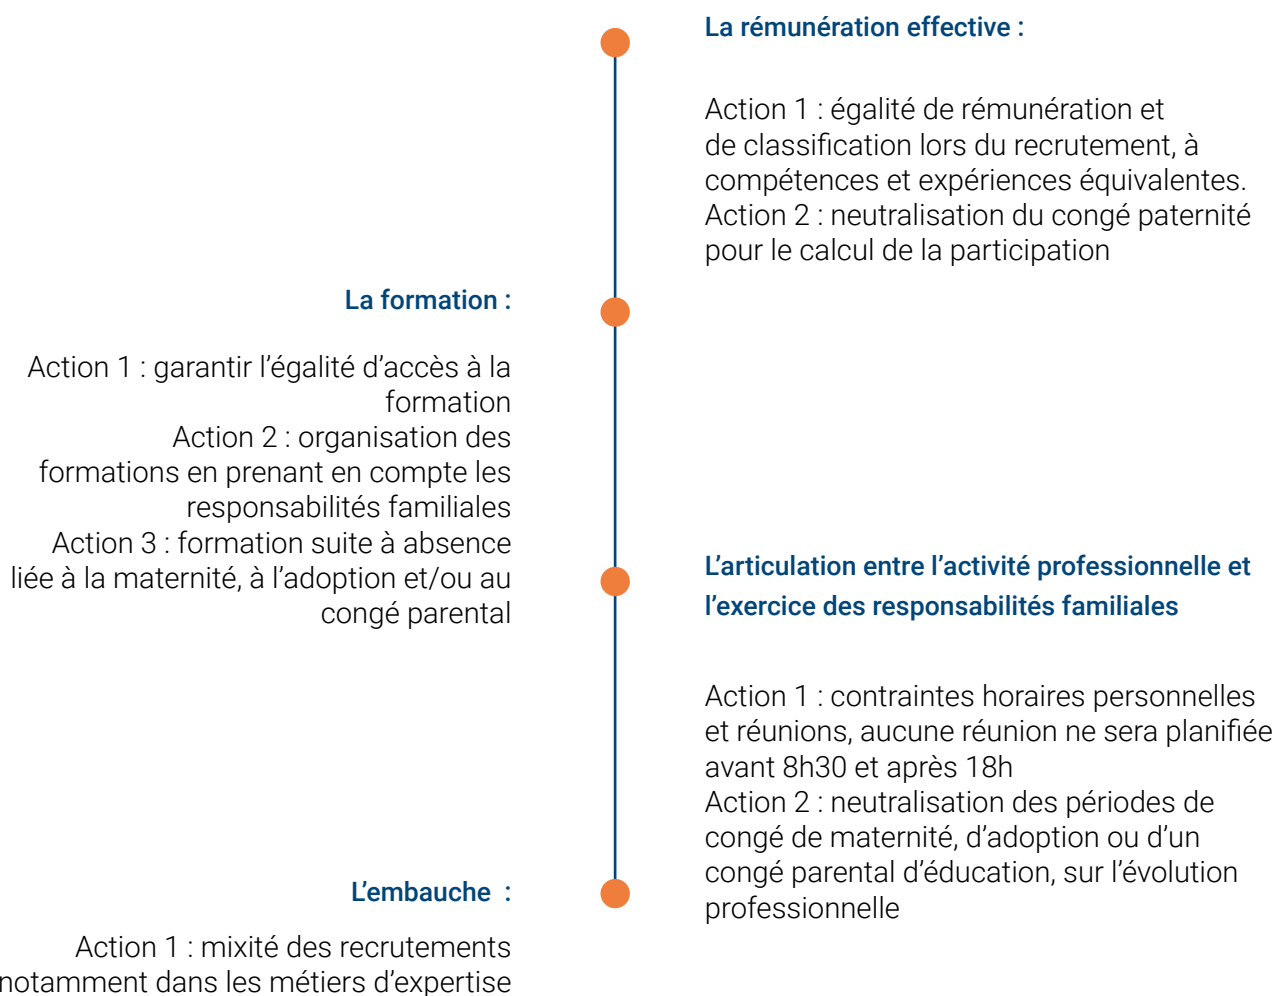 La rémunération effective :
Action 1 : égalité de rémunération et
de classification lors du recrutement, à
compétences et expériences équivalentes.
Action 2 : neutralisation du congé paternité
pour le calcul de la participation
La formation :
Action 1 : garantir l’égalité d’accès à la
formation
Action 2 : organisation des
formations en prenant en compte les
responsabilités familiales
Action 3 : formation suite à absence
liée à la maternité, à l’adoption et/ou au
congé parental
L’articulation entre l’activité professionnelle et
l’exercice des responsabilités familiales
Action 1 : contraintes horaires personnelles
et réunions, aucune réunion ne sera planifiée
avant 8h30 et après 18h
Action 2 : neutralisation des périodes de
congé de maternité, d’adoption ou d’un
congé parental d’éducation, sur l’évolution
professionnelle
L’embauche :
Action 1 : mixité des recrutements
notamment dans les métiers d’expertise